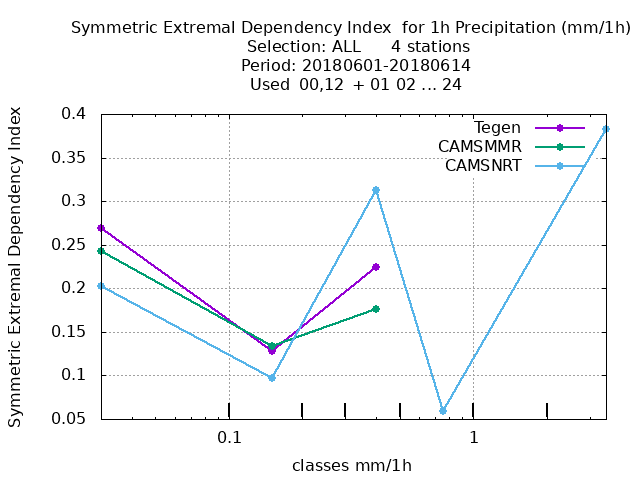 Symmetric Extremal Dependency Index  for 1h Precipitation (mm/1h)
Selection: ALL      4 stations
Period: 20180601-20180614
Used  00,12  + 01 02 ... 24
Symmetric Extremal Dependency Index
0.4
0.35
0.3
0.25
0.2
0.15
0.1
0.05
Tegen
CAMSMMR
CAMSNRT
0.1
1
classes mm/1h